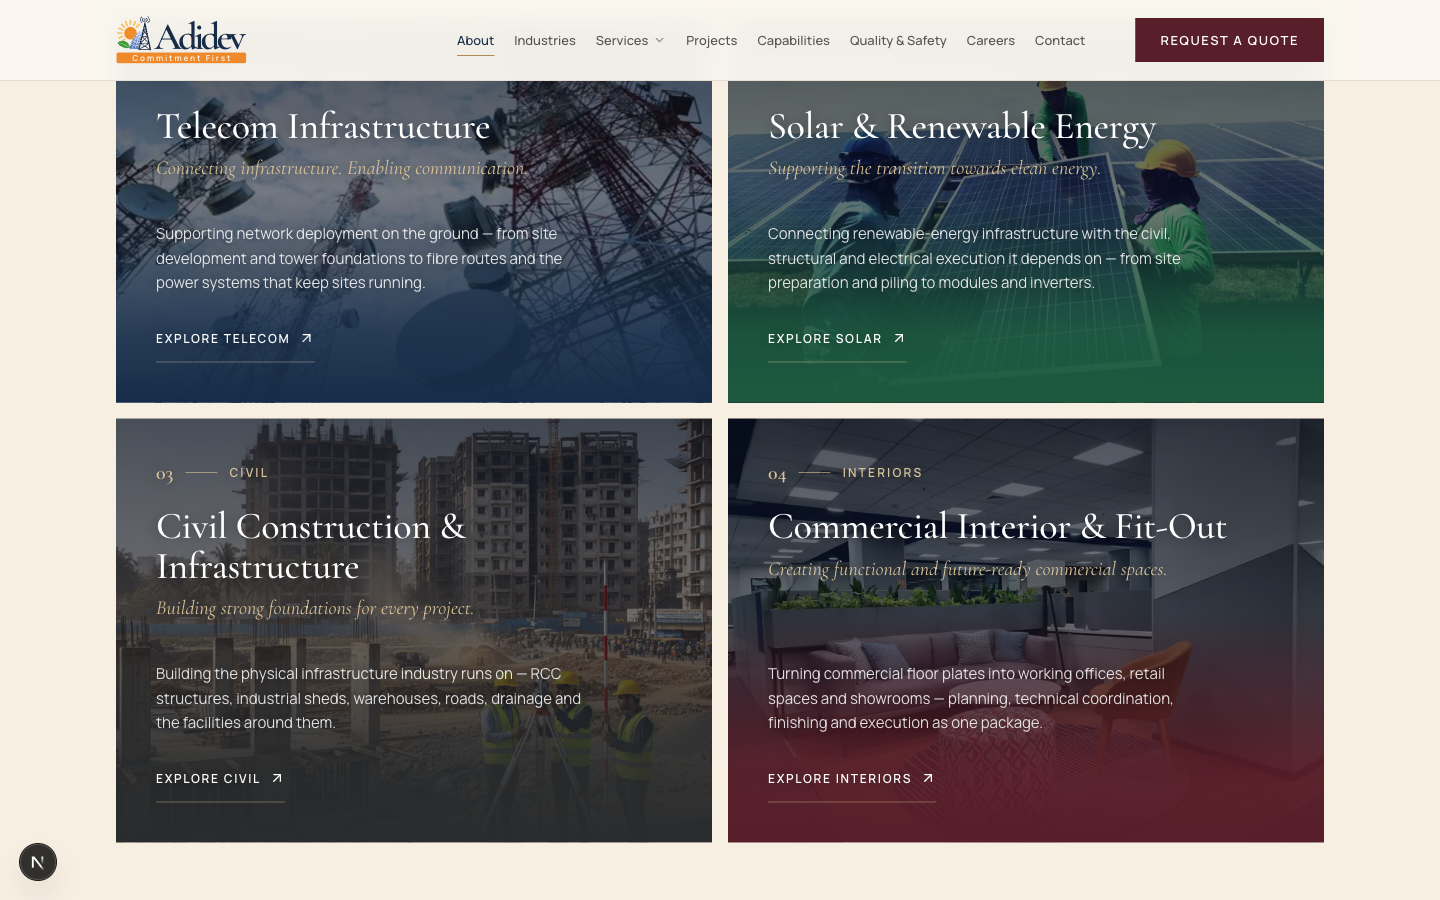 Adidev
Commitment First
About
Industries
Services
Projects
Capabilities
Quality & Safety
Careers
Contact
REQUEST A QUOTE
Telecom Infrastructure
Connecting infrastructure. Enabling communication.
Supporting network deployment on the ground — from site
development and tower foundations to fibre routes and the
power systems that keep sites running.
EXPLORE TELECOM
Solar & Renewable Energy
Supporting the transition towards clean energy.
Connecting renewable-energy infrastructure with the civil,
structural and electrical execution it depends on — from site
preparation and piling to modules and inverters.
EXPLORE SOLAR
03
CIVIL
Civil Construction &
Infrastructure
Building strong foundations for every project.
Building the physical infrastructure industry runs on — RCC
structures, industrial sheds, warehouses, roads, drainage and
the facilities around them.
EXPLORE CIVIL
04
INTERIORS
Commercial Interior & Fit-Out
Creating functional and future-ready commercial spaces.
Turning commercial floor plates into working offices, retail
spaces and showrooms — planning, technical coordination,
finishing and execution as one package.
EXPLORE INTERIORS
N